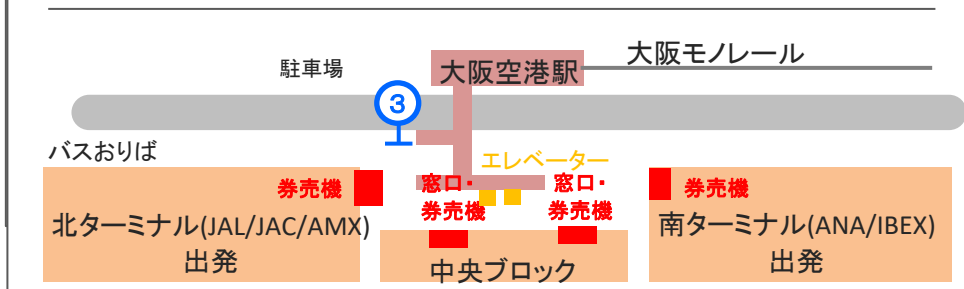 大阪モノレール
駐車場
大阪空港駅
3
バスおりば
エレベーター
券売機
窓口・
券売機
窓口・
券売機
券売機
北ターミナル(JAL/JAC/AMX)
出発
中央ブロック
南ターミナル(ANA/IBEX)
出発